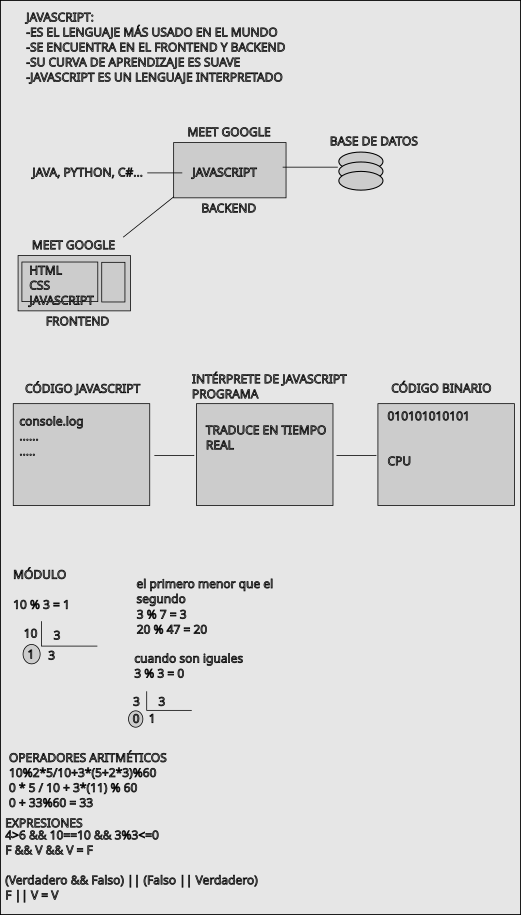 JAVASCRIPT:
-ES EL LENGUAJE MÁS USADO EN EL MUNDO
-SE ENCUENTRA EN EL FRONTEND Y BACKEND
-SU CURVA DE APRENDIZAJE ES SUAVE
-JAVASCRIPT ES UN LENGUAJE INTERPRETADO
MEET GOOGLE
BASE DE DATOS
JAVA, PYTHON, C#...
JAVASCRIPT
BACKEND
MEET GOOGLE
HTML
CSS
JAVASCRIPT
FRONTEND
CÓDIGO JAVASCRIPT
console.log
......
.....
INTÉRPRETE DE JAVASCRIPT
PROGRAMA
TRADUCE EN TIEMPO
REAL
CÓDIGO BINARIO
010101010101
CPU
MÓDULO
10 % 3 = 1
10 3
1 3
el primero menor que el
segundo
3 % 7 = 3
20 % 47 = 20
cuando son iguales
3 % 3 = 0
3 3
0 1
OPERADORES ARITMÉTICOS
10%2*5/10+3*(5+2*3)%60
0 * 5 / 10 + 3*(11) % 60
0 + 33%60 = 33
EXPRESIONES
4>6 && 10==10 && 3%3<=0
F && V && V = F
(Verdadero && Falso) || (Falso || Verdadero)
F || V = V